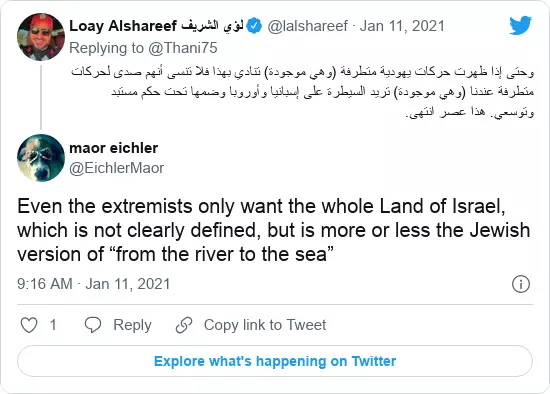 Loay Alshareef لؤي الشريف @lalshareef · Jan 11, 2021
Replying to @Thani75
وحتى إذا ظهرت حركات يهودية متطرفة (وهي موجودة) تنادي بهذا فلا تنسى أنهم صدى لحركات
متطرفة عندنا (وهي موجودة) تريد السيطرة على إسبانيا وأوروبا وضمها تحت حكم مستبد
وتوسعي. هذا عصر انتهى.
maor eichler
@EichlerMaor
Even the extremists only want the whole Land of Israel,
which is not clearly defined, but is more or less the Jewish
version of “from the river to the sea”
9:16 AM · Jan 11, 2021
1 Reply Copy link to Tweet
Explore what's happening on Twitter